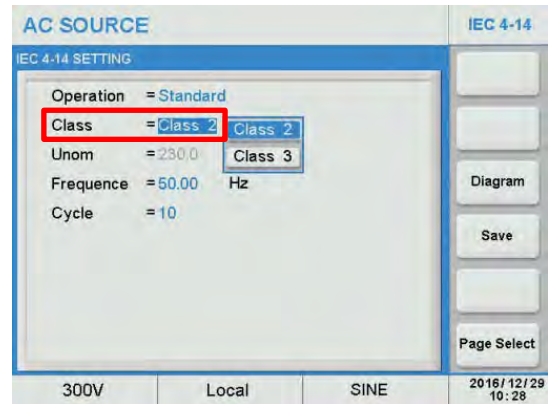 AC SOURCE
IEC 4-14
IEC 4-14 SETTING
Operation = Standard
Class = Class 2 Class 2
Unom = 230.0 Class 3
Frequence = 50.00 Hz
Cycle = 10
Diagram
Save
Page Select
300V Local SINE 2016/12/29
10:28